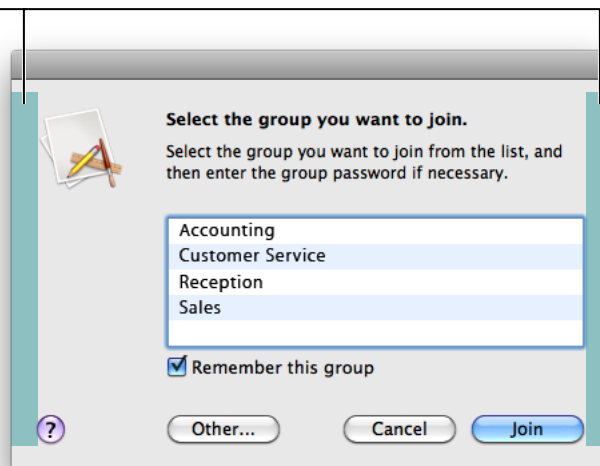 Select the group you want to join.
Select the group you want to join from the list, and
then enter the group password if necessary.
Accounting
Customer Service
Reception
Sales
Remember this group
?
Other...
Cancel
Join